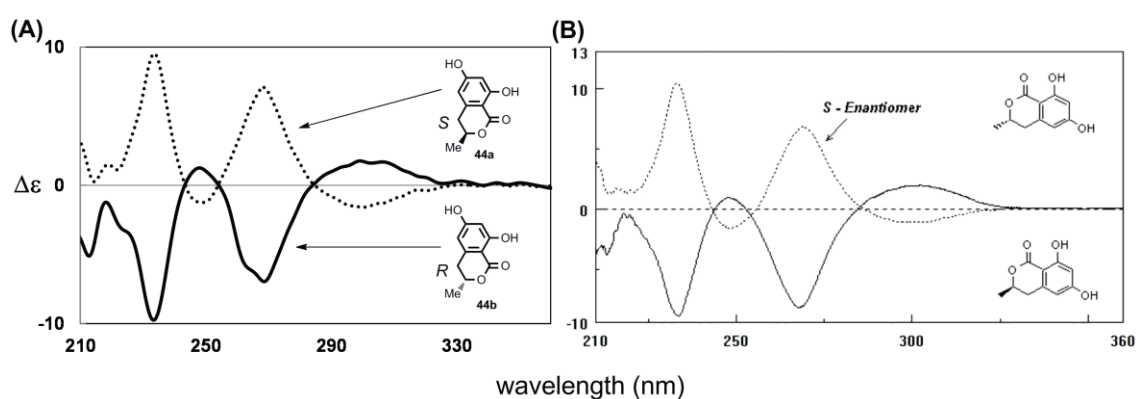 (A)
10
0
-10
Δε
210 250 290 330
HO
OH
S
O
O
Me
44a
HO
OH
R
O
O
Me
44b
(B)
13
10
0
-10
210 250 300 360
S - Enantiomer
O OH
O
OH
O OH
O
OH
wavelength (nm)